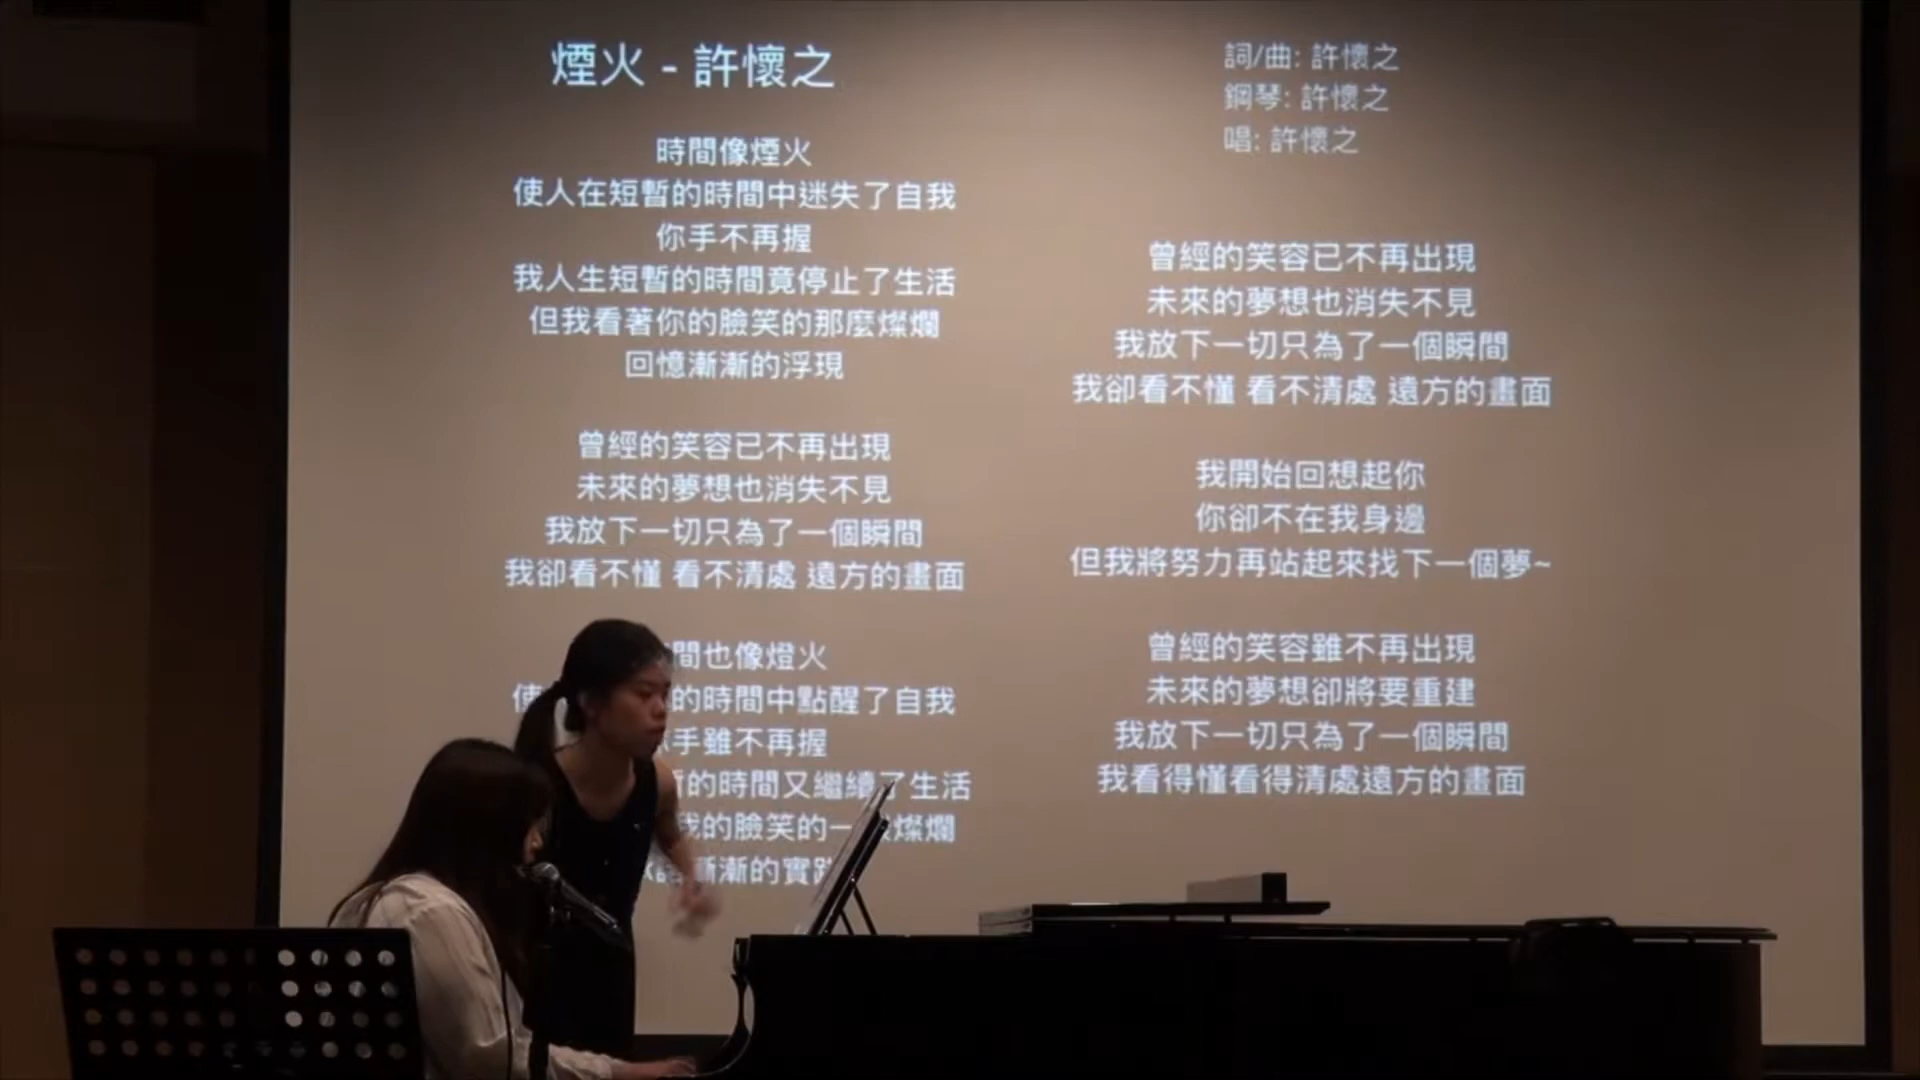 煙火 - 許懷之
時間像煙火
使人在短暫的時間中迷失了自我
你手不再握
我人生短暫的時間竟停止了生活
但我看著你的臉笑的那麼燦爛
回憶漸漸的浮現
曾經的笑容已不再出現
未來的夢想也消失不見
我放下一切只為了一個瞬間
我卻看不懂 看不清處 遠方的畫面
間也像燈火
使 的時間中點醒了自我
手雖不再握
的時間又繼續了生活
我的臉笑的一 燦爛
漸漸的實
詞/曲: 許懷之
鋼琴: 許懷之
唱: 許懷之
曾經的笑容已不再出現
未來的夢想也消失不見
我放下一切只為了一個瞬間
我卻看不懂 看不清處 遠方的畫面
我開始回想起你
你卻不在我身邊
但我將努力再站起來找下一個夢~
曾經的笑容雖不再出現
未來的夢想卻將要重建
我放下一切只為了一個瞬間
我看得懂看得清處遠方的畫面